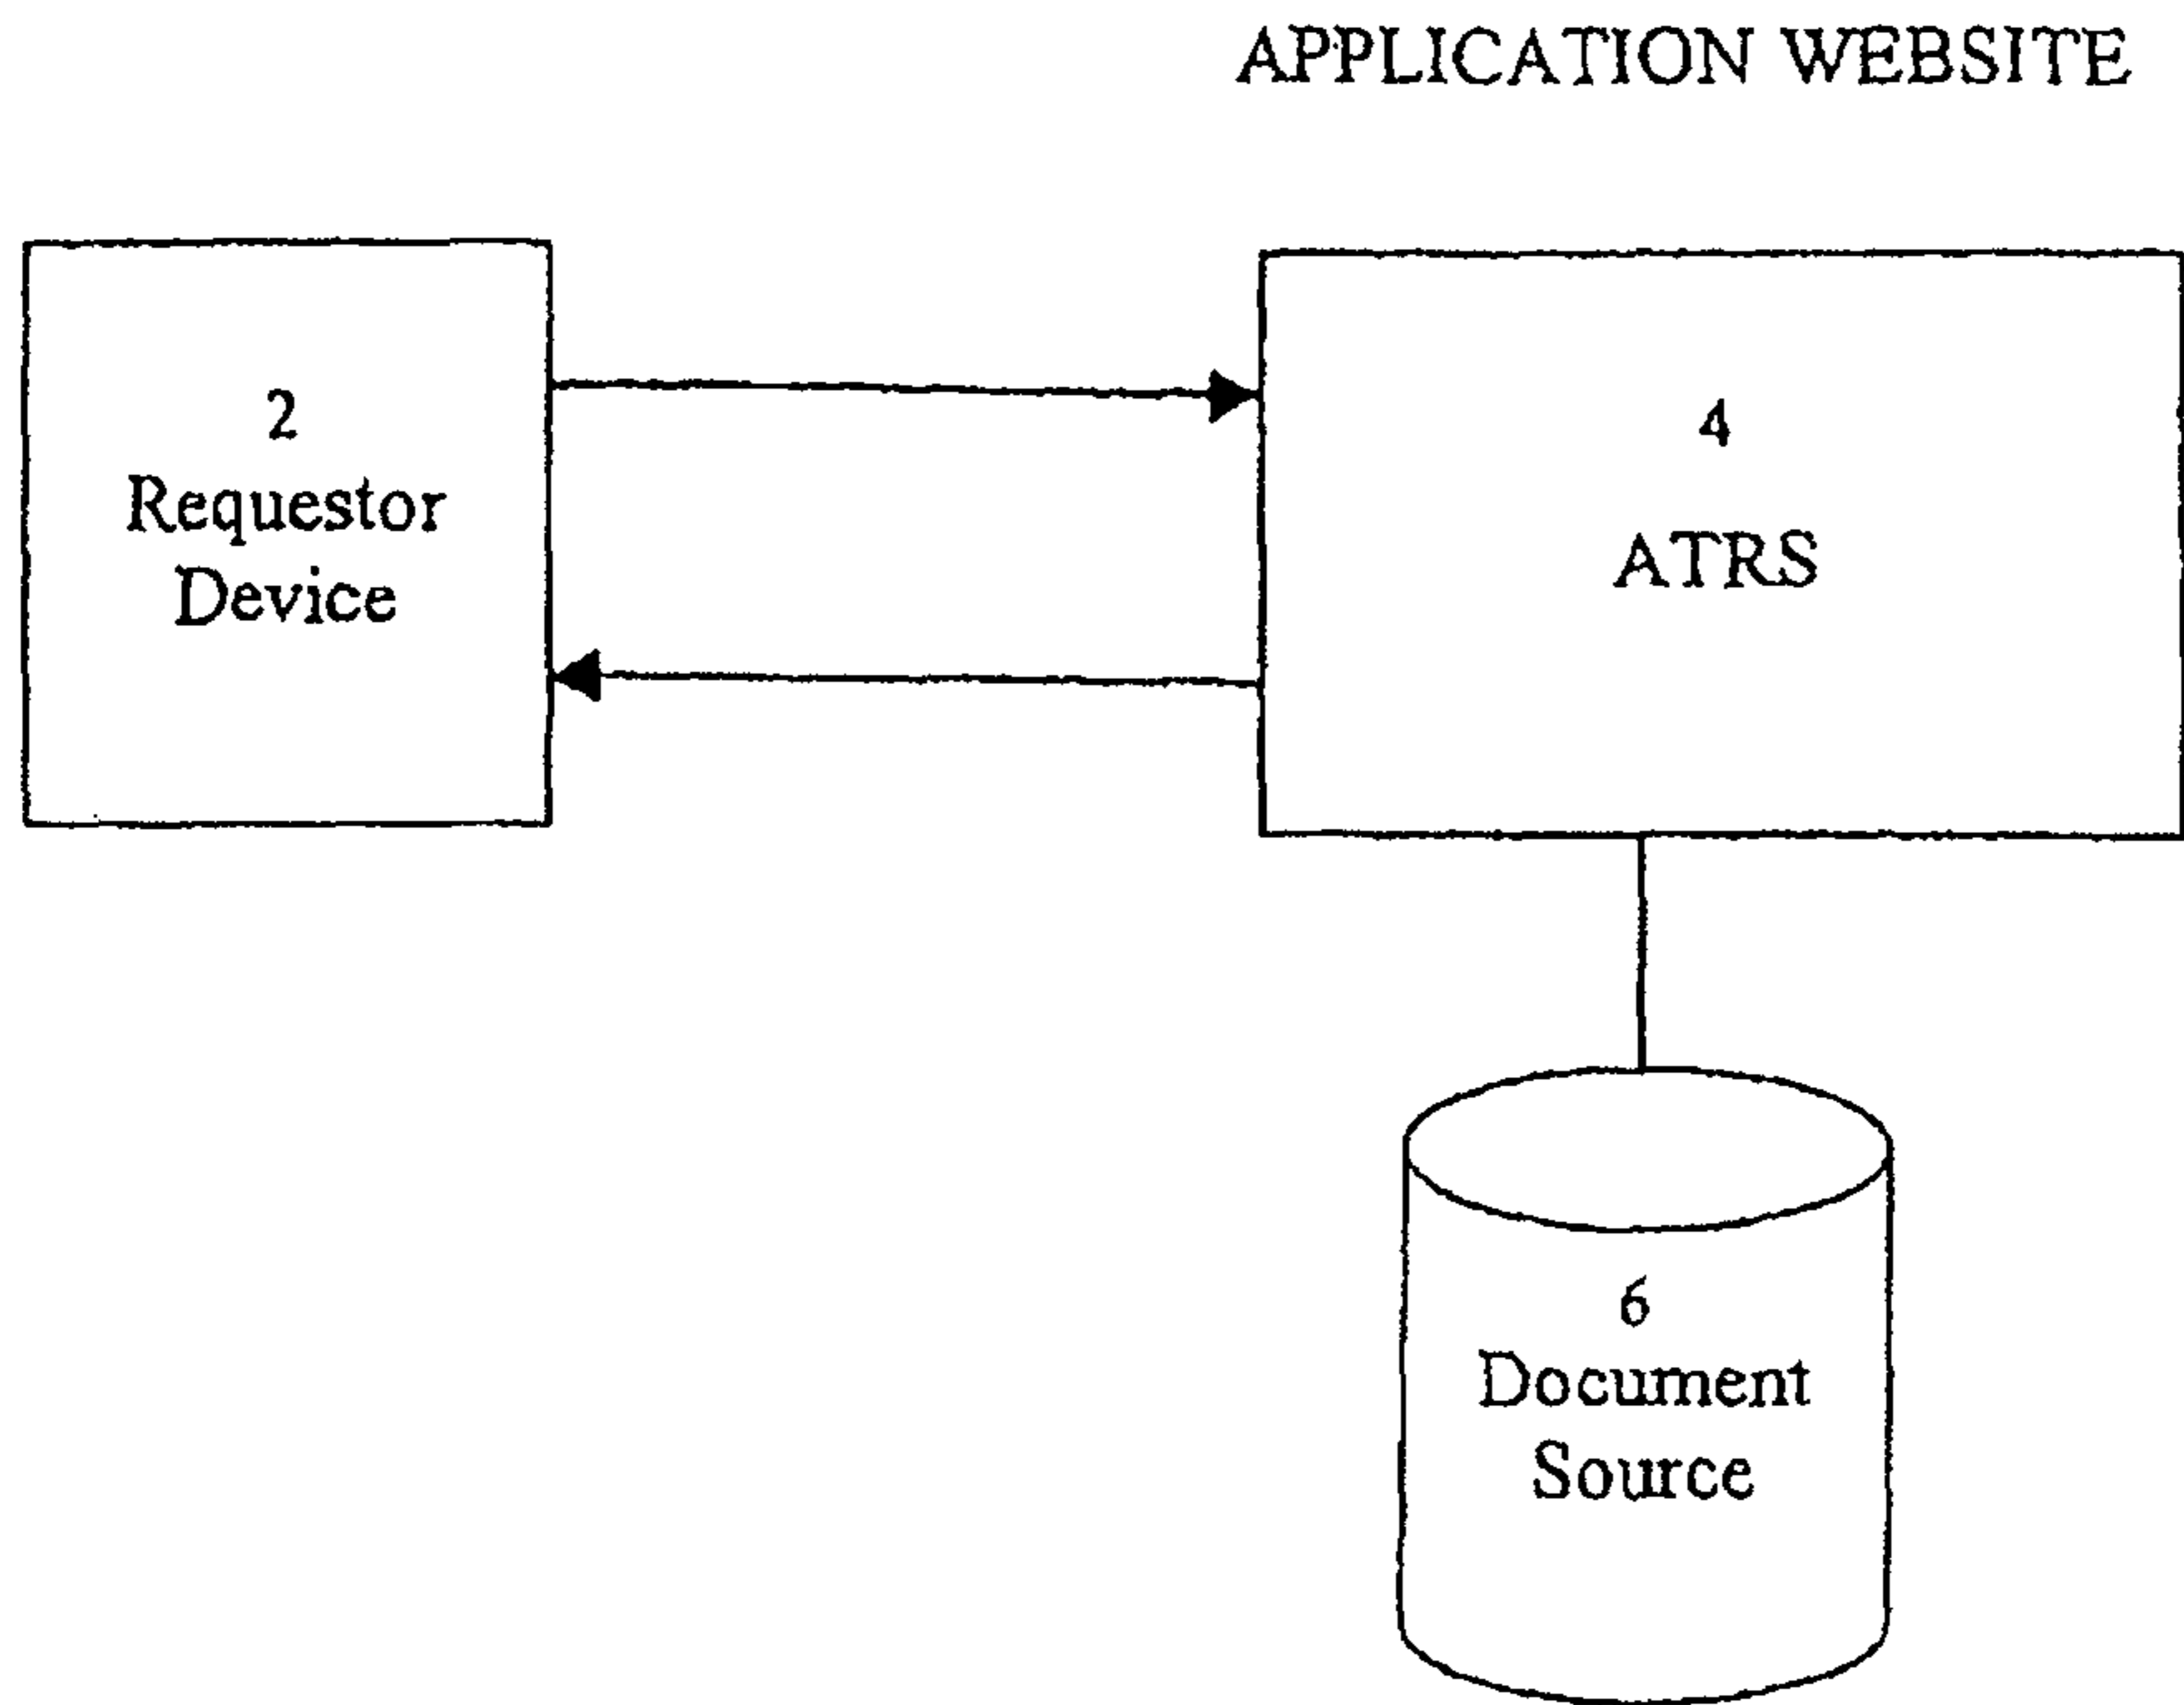 APPLICATION WEBSITE
2
Requestor
Device
4
ATRS
6
Document
Source